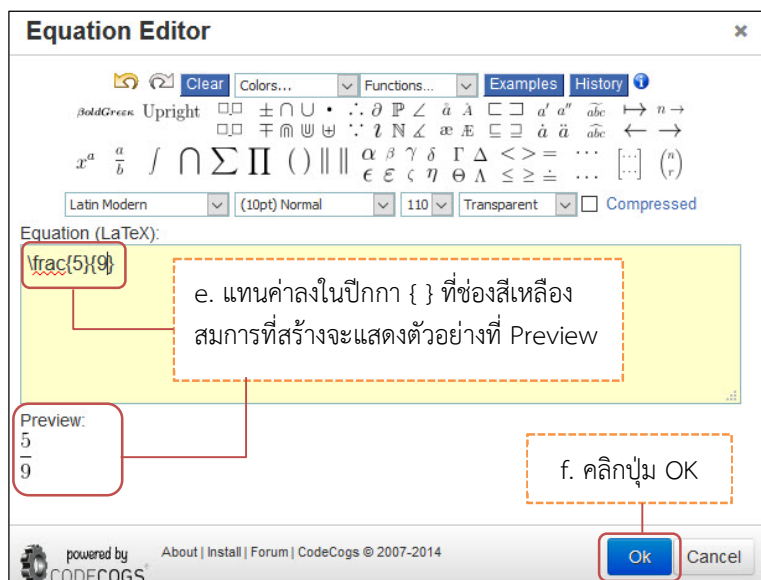 Equation Editor
Clear Colors... Functions... Examples History
BoldGreek Upright
Latin Modern (10pt) Normal 110 Transparent Compressed
Equation (LaTeX):
\frac{5}{9}
e. แทนค่าลงในปีกกา { } ที่ช่องสีเหลือง
สมการที่สร้างจะแสดงตัวอย่างที่ Preview
Preview:
5
9
f. คลิกปุ่ม OK
powered by
CODECOGS
About | Install | Forum | CodeCogs © 2007-2014
Ok Cancel